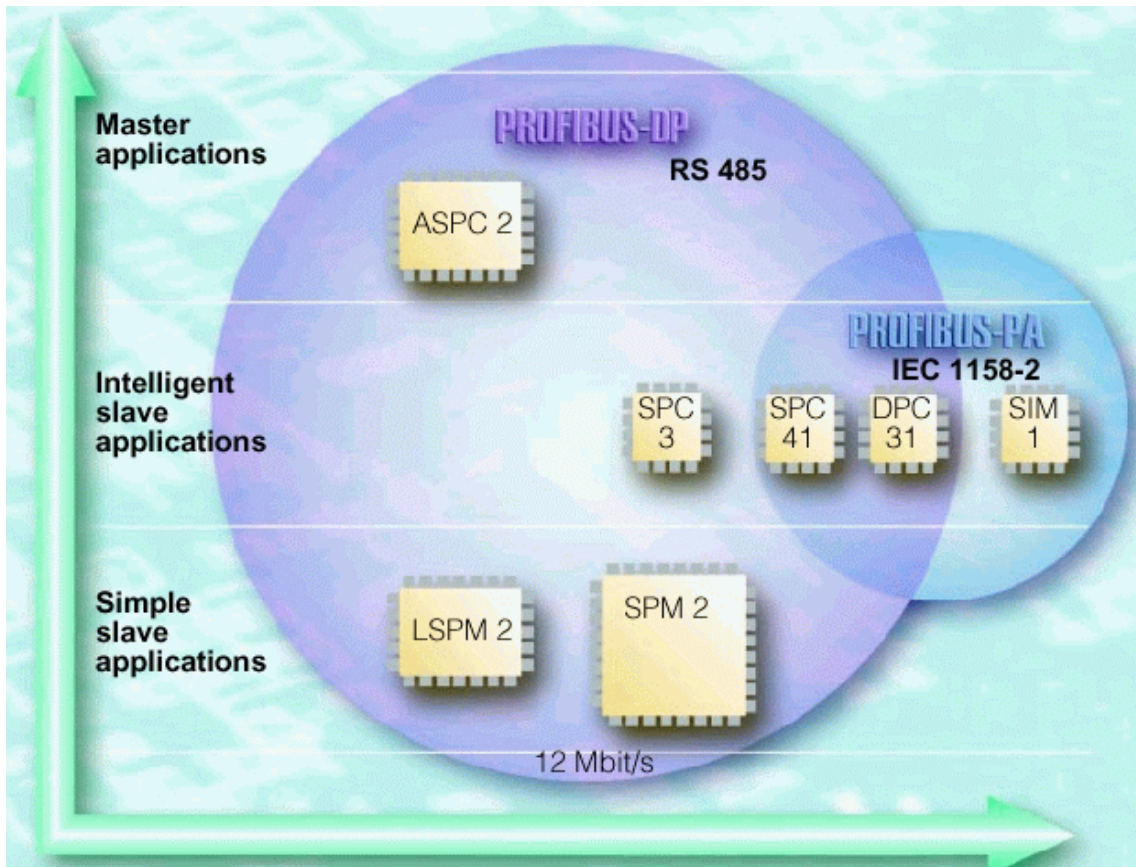 Master
applications
PROFIBUS-DP
RS 485
ASPC 2
PROFIBUS-PA
IEC 1158-2
Intelligent
slave
applications
SPC
3
SPC
41
DPC
31
SIM
1
Simple
slave
applications
LSPM 2
SPM 2
12 Mbit/s